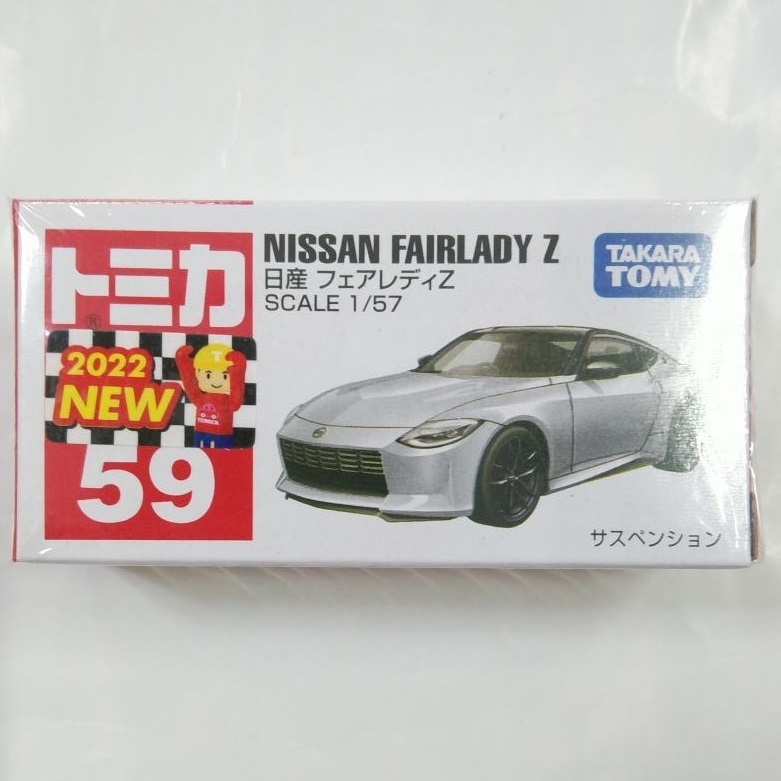 トミカ
®
2022
NEW
T
TOMICA
59
NISSAN FAIRLADY Z
日産 フェアレディZ
SCALE 1/57
TAKARA
TOMY
サスペンション